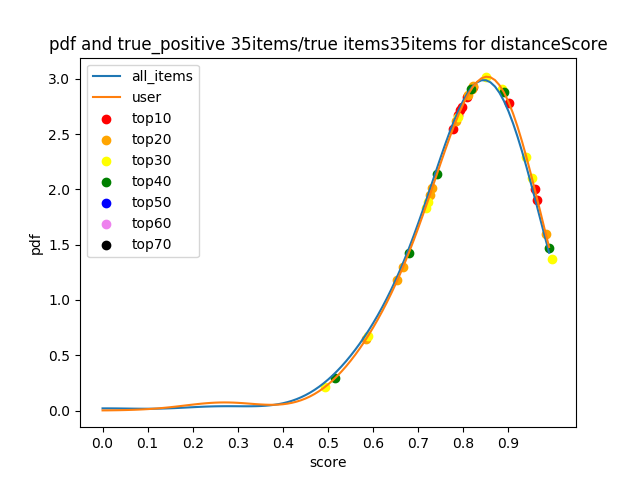 pdf and true_positive 35items/true items35items for distanceScore
all_items
user
top10
top20
top30
top40
top50
top60
top70
3.0
2.5
2.0
1.5
1.0
0.5
0.0
pdf
0.0 0.1 0.2 0.3 0.4 0.5 0.6 0.7 0.8 0.9
score